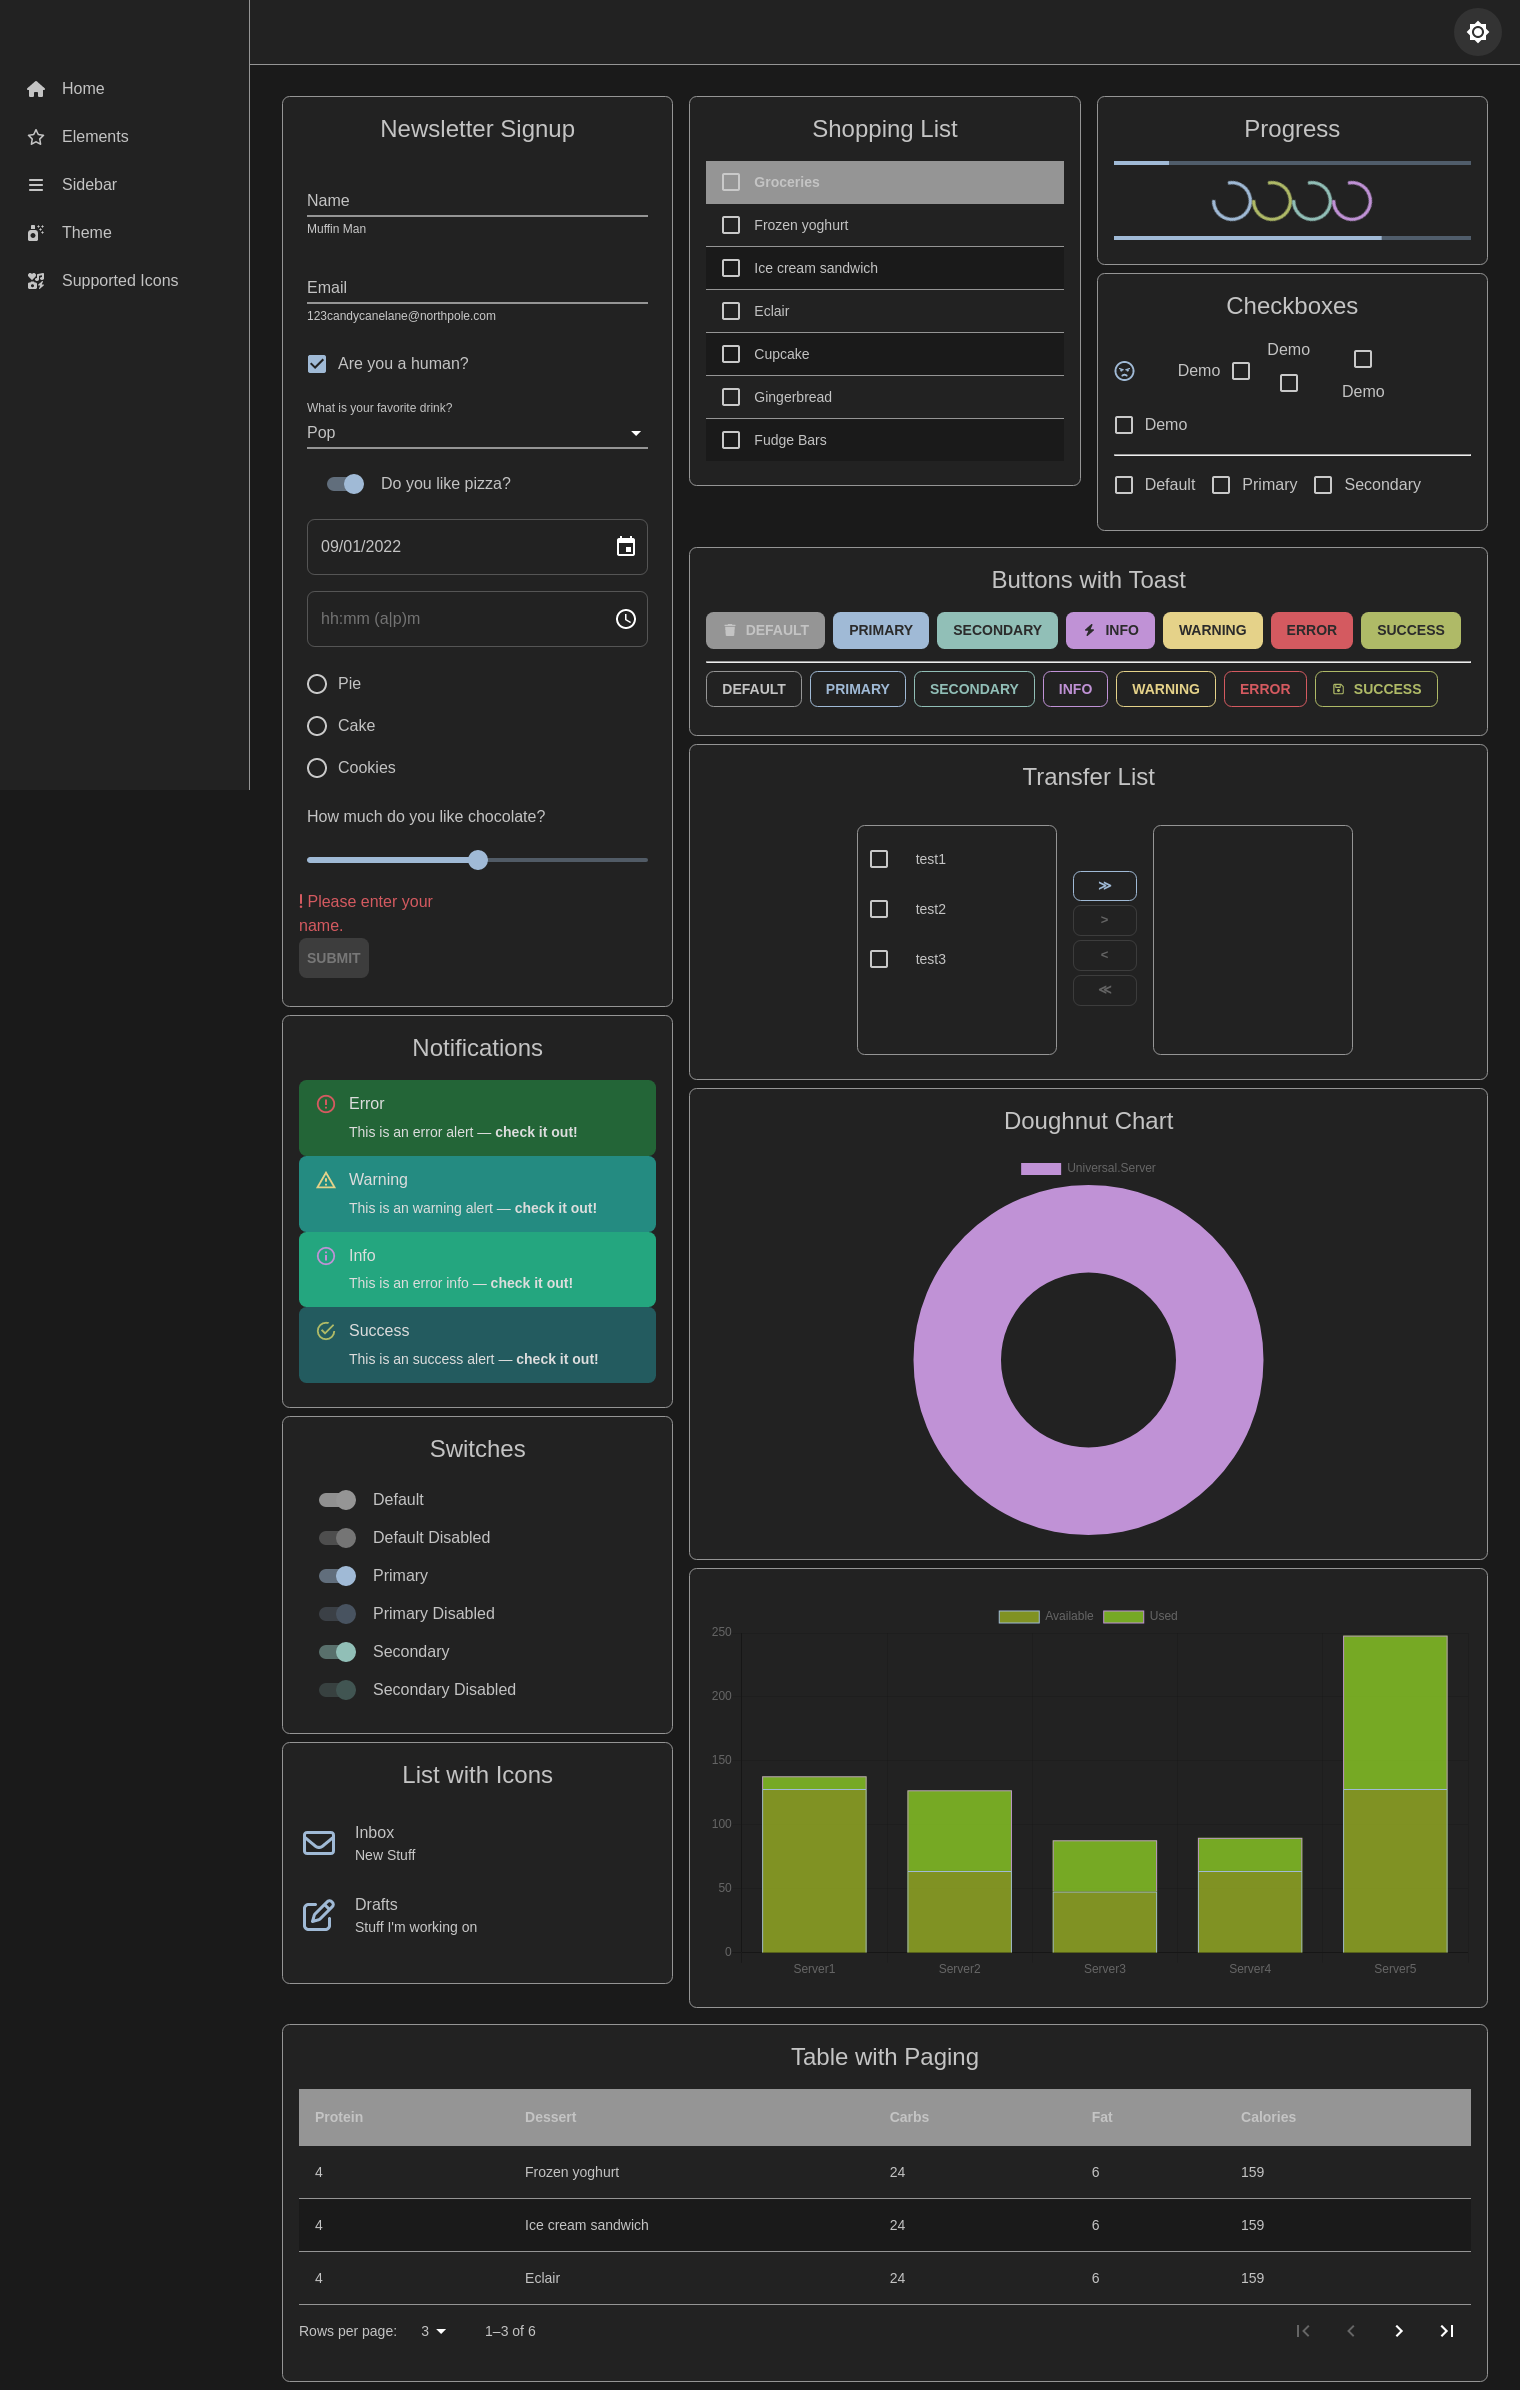 Home
Elements
Sidebar
Theme
Supported Icons
Newsletter Signup
Name
Muffin Man
Email
123candycanelane@northpole.com
Are you a human?
What is your favorite drink?
Pop
Do you like pizza?
09/01/2022
hh:mm (a|p)m
Pie
Cake
Cookies
How much do you like chocolate?
! Please enter your
name.
SUBMIT
Notifications
Error
This is an error alert — check it out!
Warning
This is an warning alert — check it out!
Info
This is an error info — check it out!
Success
This is an success alert — check it out!
Switches
Default
Default Disabled
Primary
Primary Disabled
Secondary
Secondary Disabled
List with Icons
Inbox
New Stuff
Drafts
Stuff I'm working on
Shopping List
Groceries
Frozen yoghurt
Ice cream sandwich
Eclair
Cupcake
Gingerbread
Fudge Bars
Progress
Checkboxes
Demo
Demo
Demo
Demo
Default Primary Secondary
Buttons with Toast
DEFAULT PRIMARY SECONDARY INFO WARNING ERROR SUCCESS
DEFAULT PRIMARY SECONDARY INFO WARNING ERROR SUCCESS
Transfer List
test1
test2
test3
≫
>
<
≪
Doughnut Chart
Universal.Server
Available Used
250
200
150
100
50
0
Server1 Server2 Server3 Server4 Server5
Table with Paging
Protein Dessert Carbs Fat Calories
4 Frozen yoghurt 24 6 159
4 Ice cream sandwich 24 6 159
4 Eclair 24 6 159
Rows per page: 3 1–3 of 6